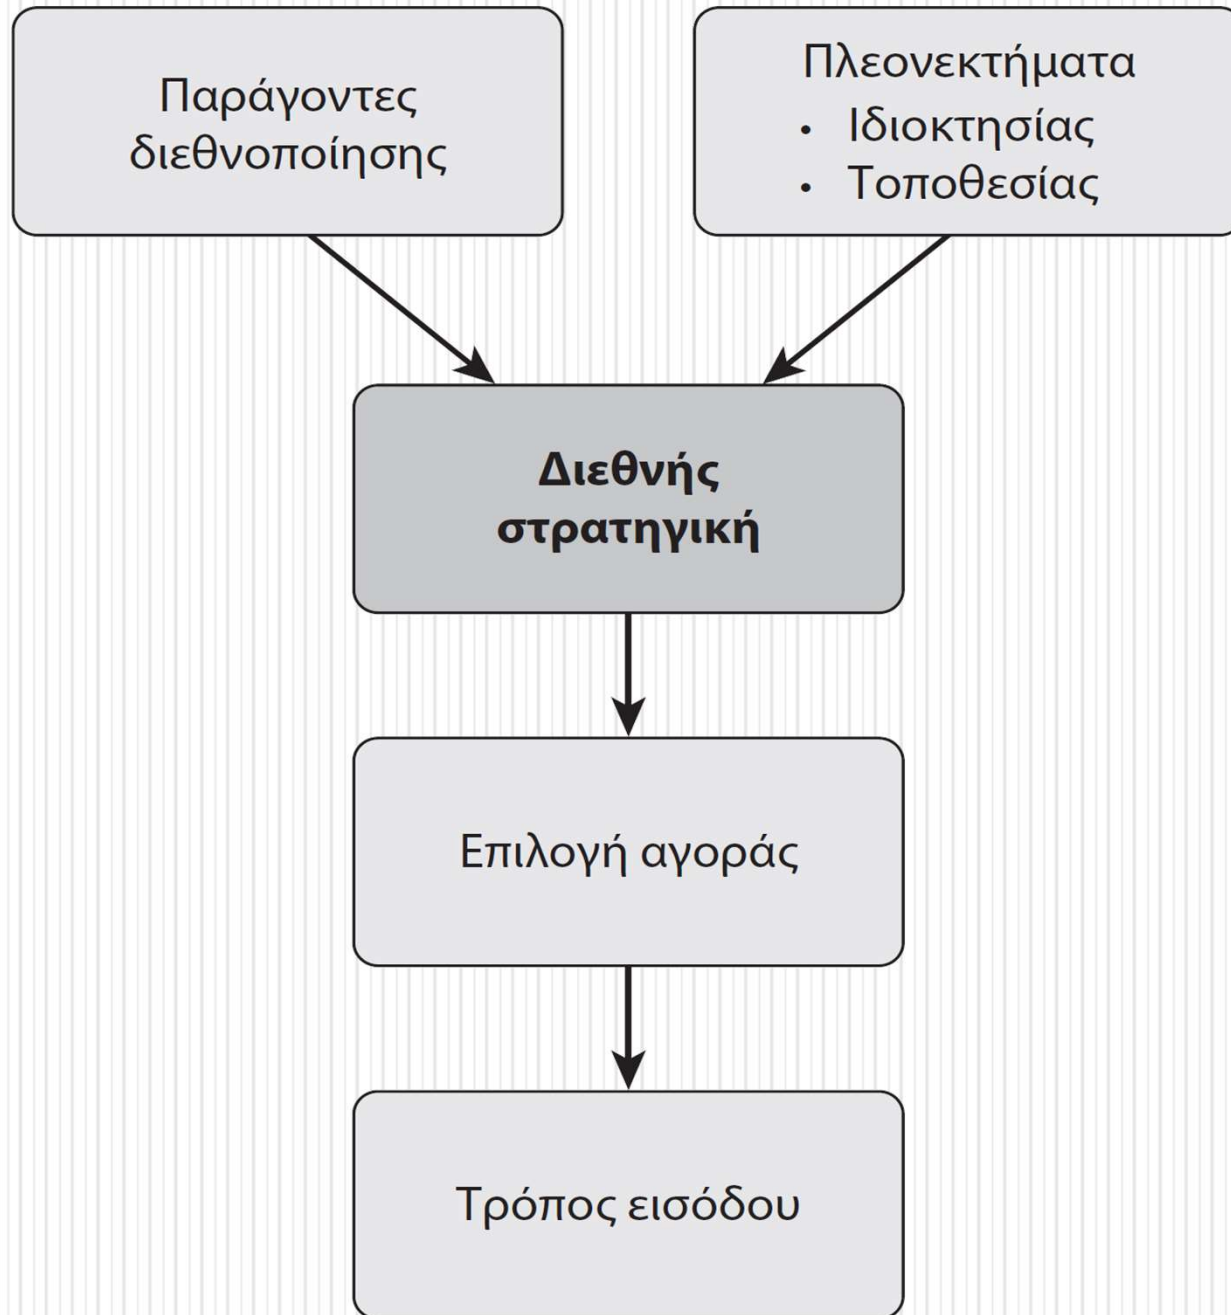 Παράγοντες
διεθνοποίησης
Πλεονεκτήματα
• Ιδιοκτησίας
• Τοποθεσίας
Διεθνής
στρατηγική
Επιλογή αγοράς
Τρόπος εισόδου